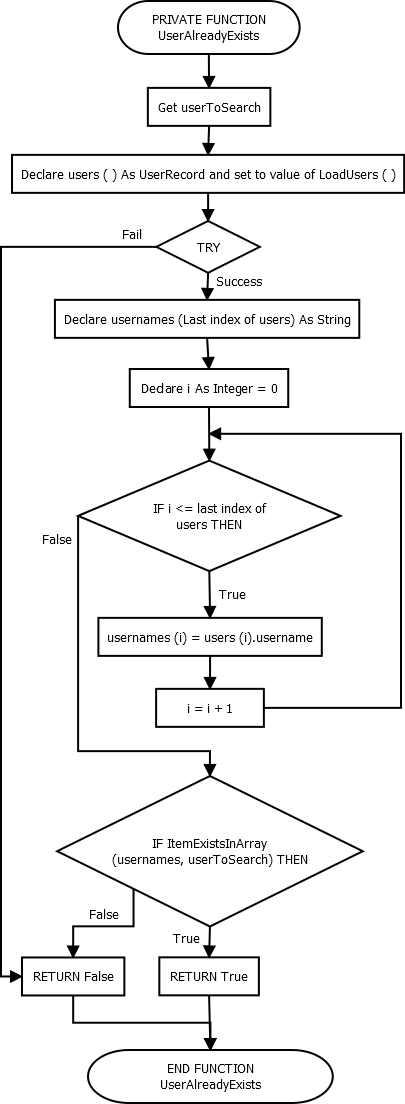 PRIVATE FUNCTION
UserAlreadyExists
Get userToSearch
Declare users ( ) As UserRecord and set to value of LoadUsers ( )
Fail
TRY
Success
Declare usernames (Last index of users) As String
Declare i As Integer = 0
IF i <= last index of
users THEN
False
True
usernames (i) = users (i).username
i = i + 1
IF ItemExistsInArray
(usernames, userToSearch) THEN
False
True
RETURN False
RETURN True
END FUNCTION
UserAlreadyExists